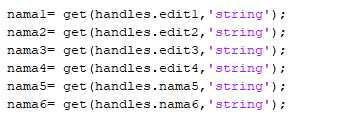 nama1= get(handles.edit1,'string');
nama2= get(handles.edit2,'string');
nama3= get(handles.edit3,'string');
nama4= get(handles.edit4,'string');
nama5= get(handles.nama5,'string');
nama6= get(handles.nama6,'string');